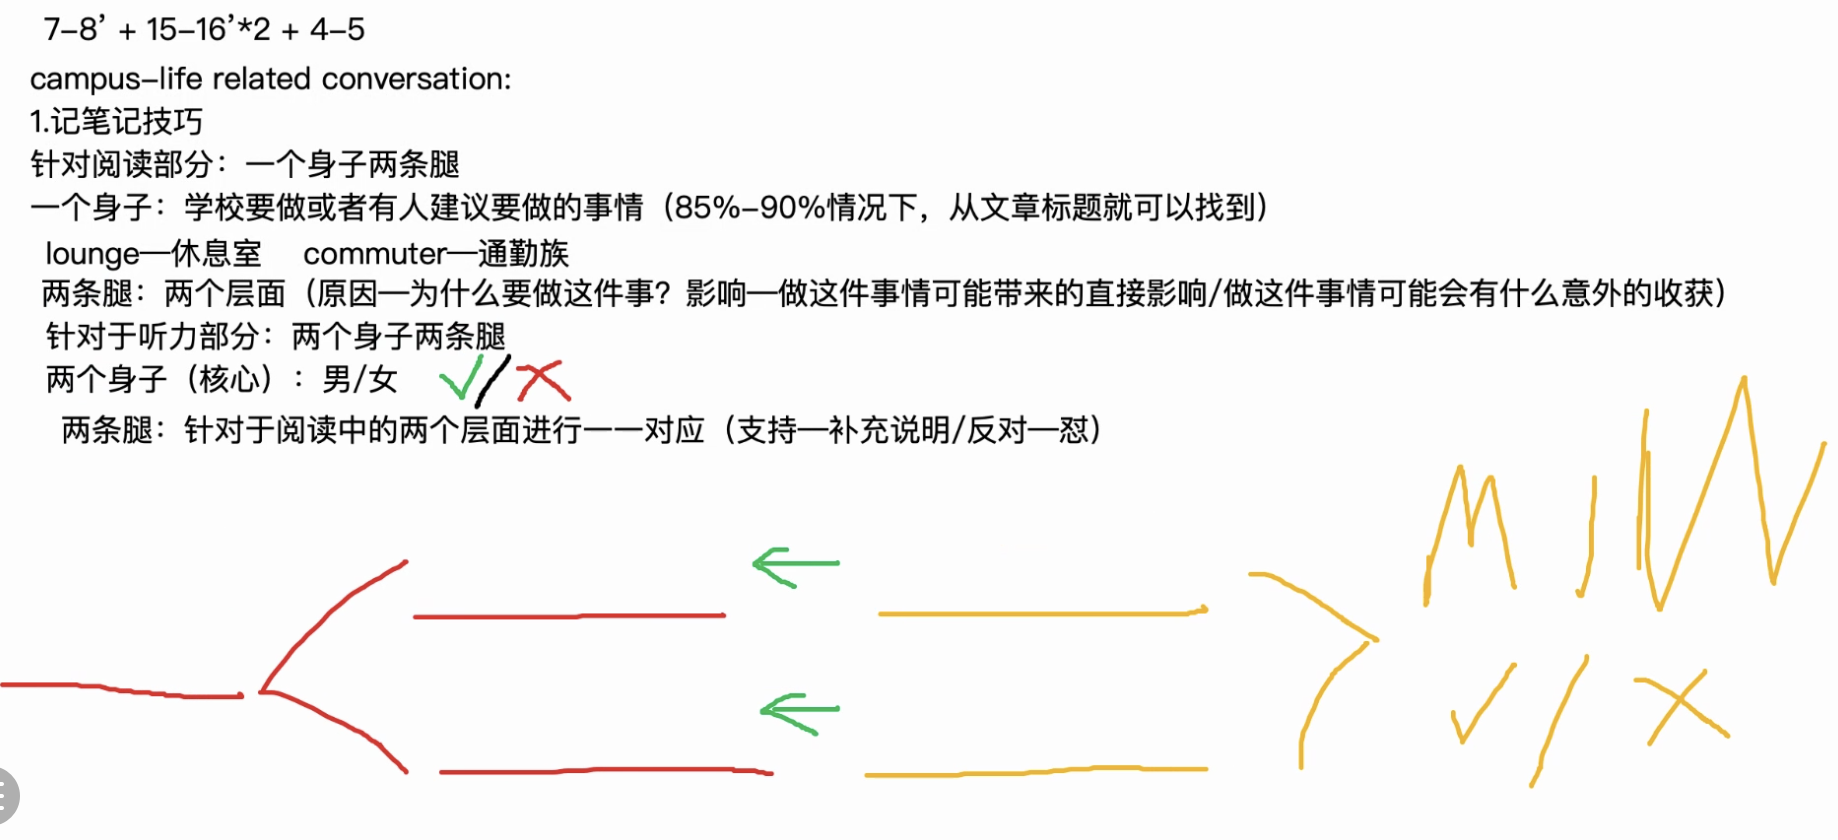 7-8’ + 15-16’*2 + 4-5
campus-life related conversation:
1.记笔记技巧
针对阅读部分：一个身子两条腿
一个身子：学校要做或者有人建议要做的事情（85%-90%情况下，从文章标题就可以找到）
lounge—休息室 commuter—通勤族
两条腿：两个层面（原因—为什么要做这件事？影响—做这件事情可能带来的直接影响/做这件事情可能会有什么意外的收获）
针对于听力部分：两个身子两条腿
两个身子（核心）：男/女 ✓/✗
两条腿：针对于阅读中的两个层面进行一一对应（支持—补充说明/反对—怼）
M / W
✓ / ✗